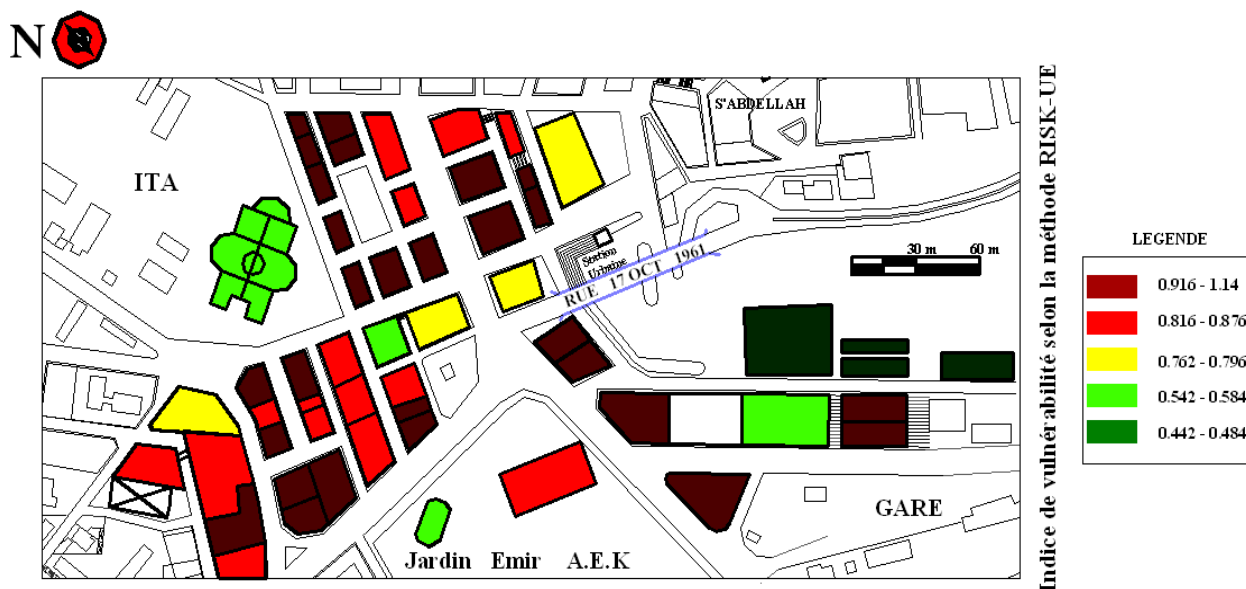 N
ITA
S'ABDELLAH
Station
Urbaine
RUE 17 OCT 1961
30 m 60 m
GARE
Jardin Emir A.E.K
Indice de vulnérabilité selon la méthode RISK-UE
LEGENDE
0.916 - 1.14
0.816 - 0.876
0.762 - 0.796
0.542 - 0.584
0.442 - 0.484